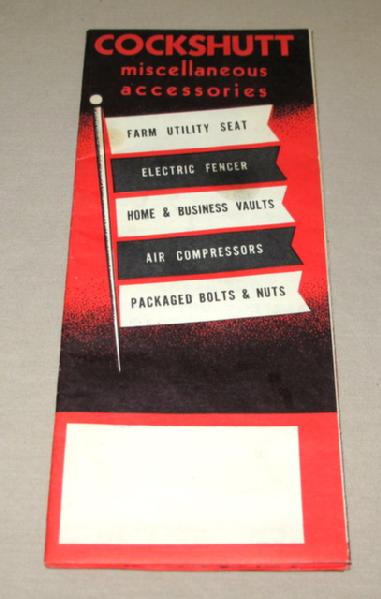 COCKSHUTT
miscellaneous
accessories
FARM UTILITY SEAT
ELECTRIC FENCER
HOME & BUSINESS VAULTS
AIR COMPRESSORS
PACKAGED BOLTS & NUTS